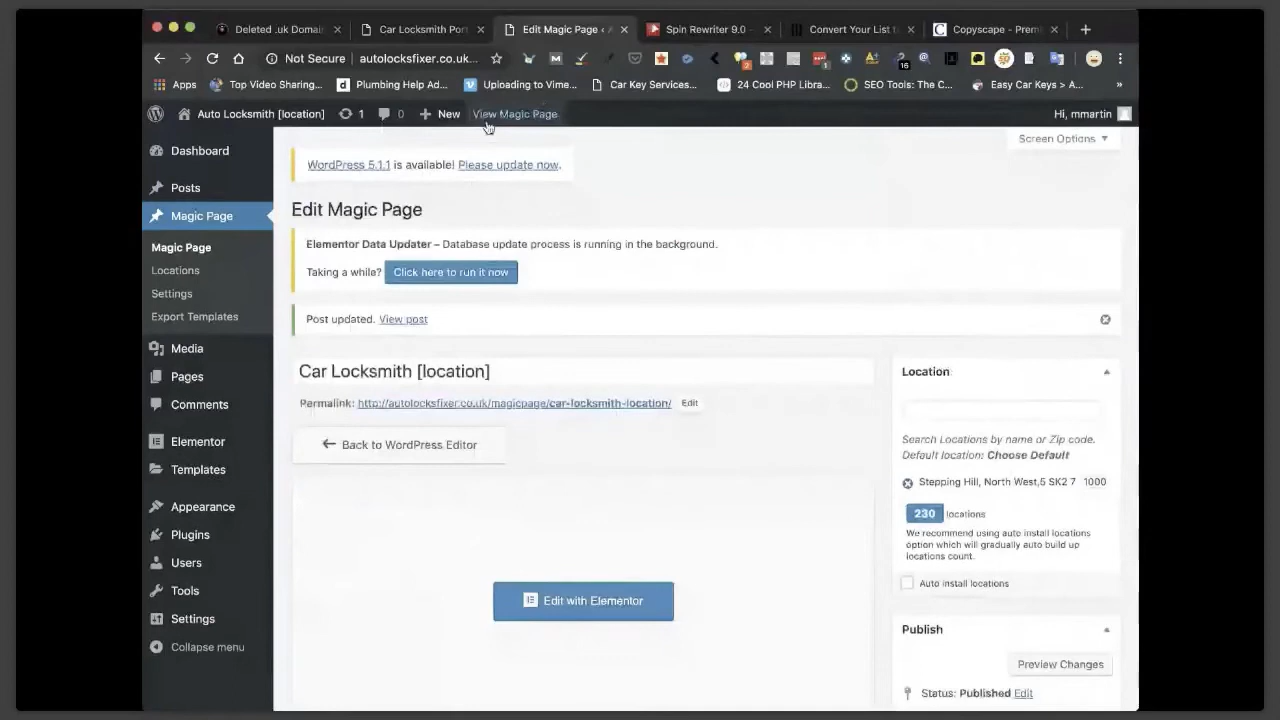 Deleted .uk Domai
Car Locksmith Por
Edit Magic Page ‹ A
Spin Rewriter 9.0 –
Convert Your List t
Copyscape - Prem
Not Secure
autolocksfixer.co.uk...
Apps
Top Video Sharing...
Plumbing Help Ad...
Uploading to Vime...
Car Key Services...
24 Cool PHP Libra...
SEO Tools: The C...
Easy Car Keys > A...
»
Auto Locksmith [location]
1
0
New
View Magic Page
Hi, mmartin
Dashboard
Posts
Magic Page
Magic Page
Locations
Settings
Export Templates
Media
Pages
Comments
Elementor
Templates
Appearance
Plugins
Users
Tools
Settings
Collapse menu
Screen Options
WordPress 5.1.1 is available! Please update now.
Edit Magic Page
Elementor Data Updater – Database update process is running in the background.
Taking a while? Click here to run it now
Post updated. View post
Car Locksmith [location]
Permalink: http://autolocksfixer.co.uk/magicpage/car-locksmith-location/ Edit
Back to WordPress Editor
Edit with Elementor
Location
Search Locations by name or Zip code.
Default location: Choose Default
Stepping Hill, North West,5 SK2 7 1000
230 locations
We recommend using auto install locations
option which will gradually auto build up
locations count.
Auto install locations
Publish
Preview Changes
Status: Published Edit